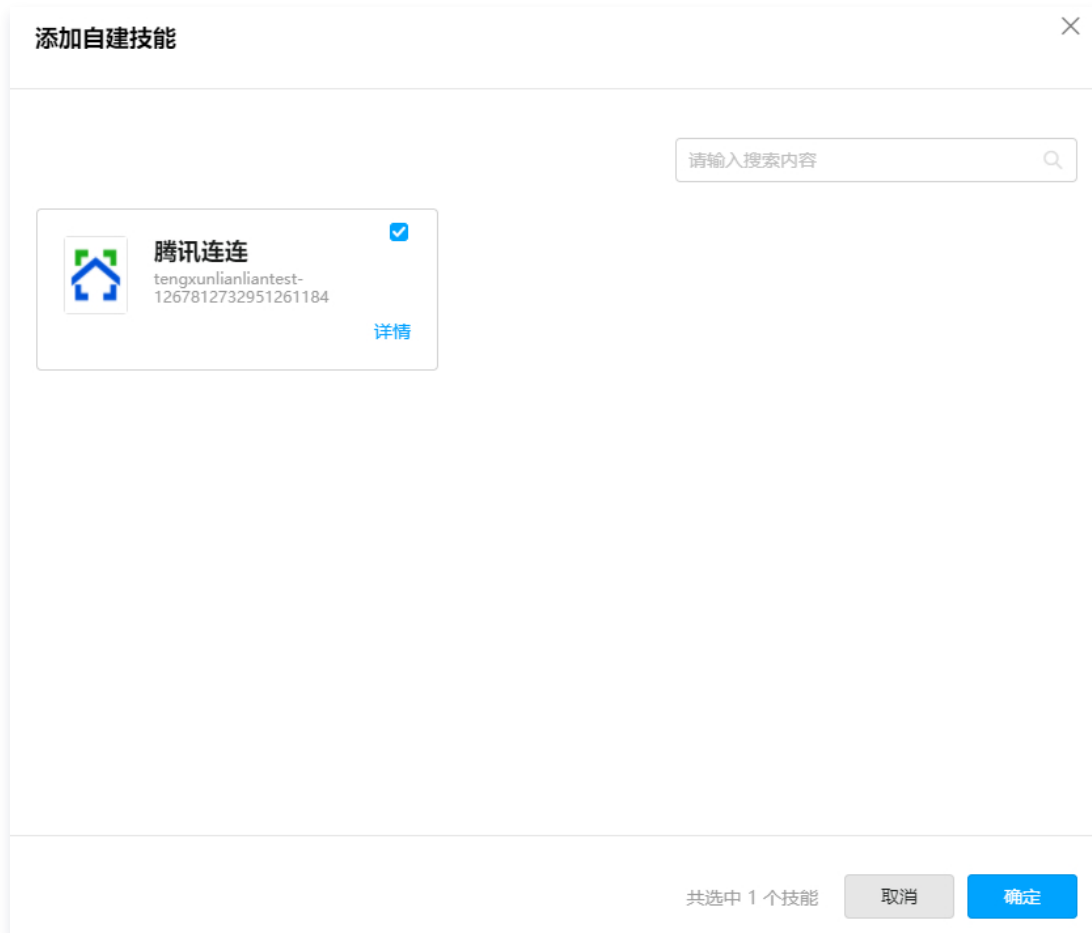 添加自建技能
请输入搜索内容
腾讯连连
tengxunlianliantest-
1267812732951261184
详情
共选中 1 个技能
取消
确定